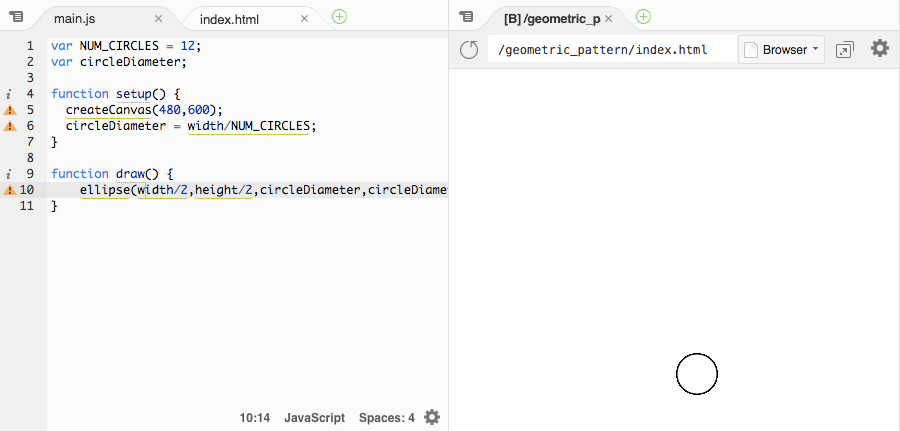 main.js
index.html
1 var NUM_CIRCLES = 12;
2 var circleDiameter;
3
4 function setup() {
5 createCanvas(480,600);
6 circleDiameter = width/NUM_CIRCLES;
7 }
8
9 function draw() {
10 ellipse(width/2,height/2,circleDiameter,circleDiame
11 }
10:14 JavaScript Spaces: 4
[B] /geometric_p
/geometric_pattern/index.html
Browser